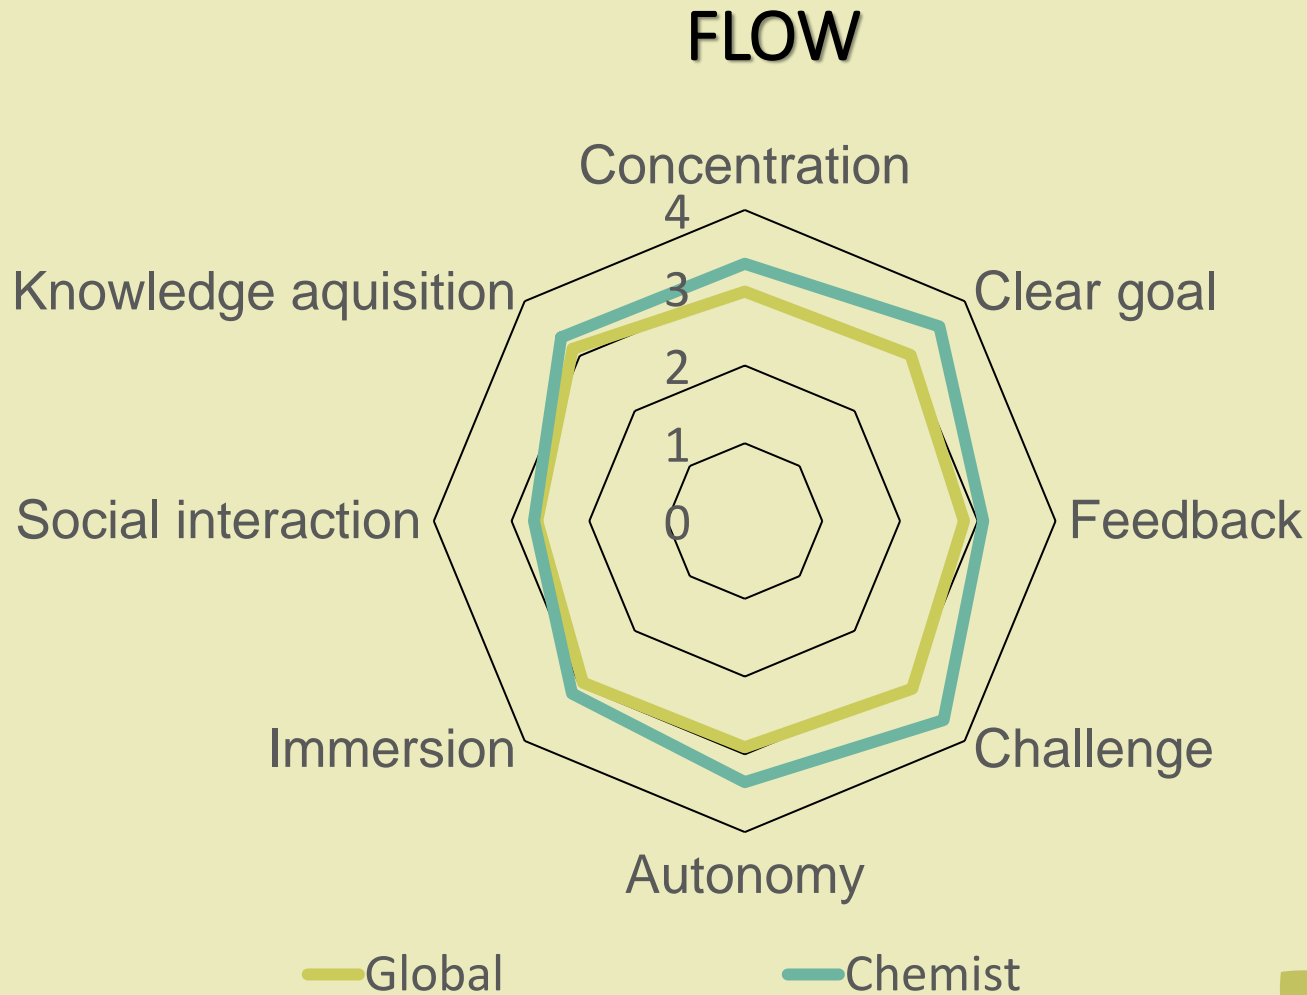 FLOW
Concentration
4
Knowledge aquisition
3
Clear goal
2
1
Social interaction
0
Feedback
Immersion
Challenge
Autonomy
Global
Chemist